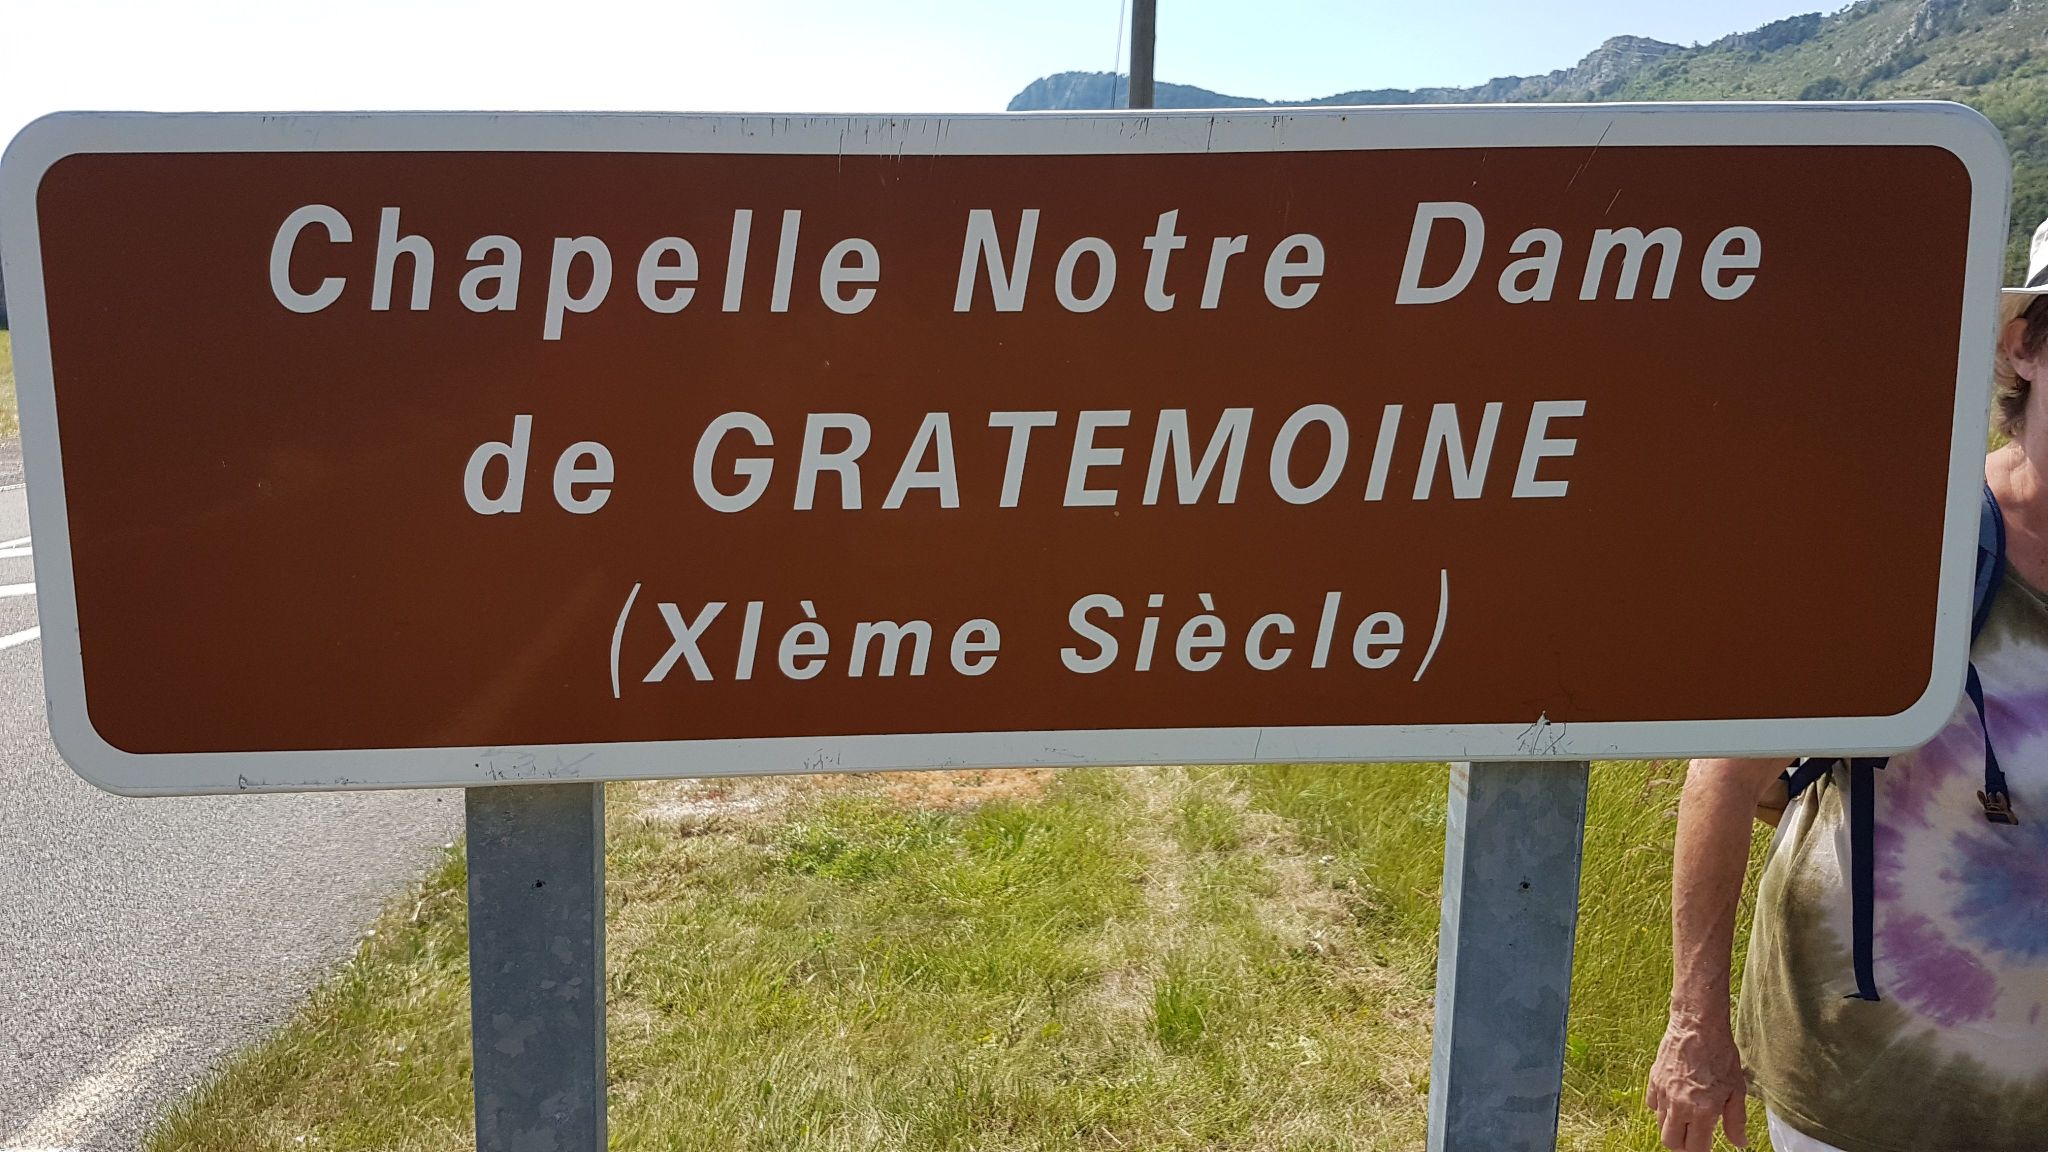 Chapelle Notre Dame
de GRATEMOINE
(XIème Siècle)